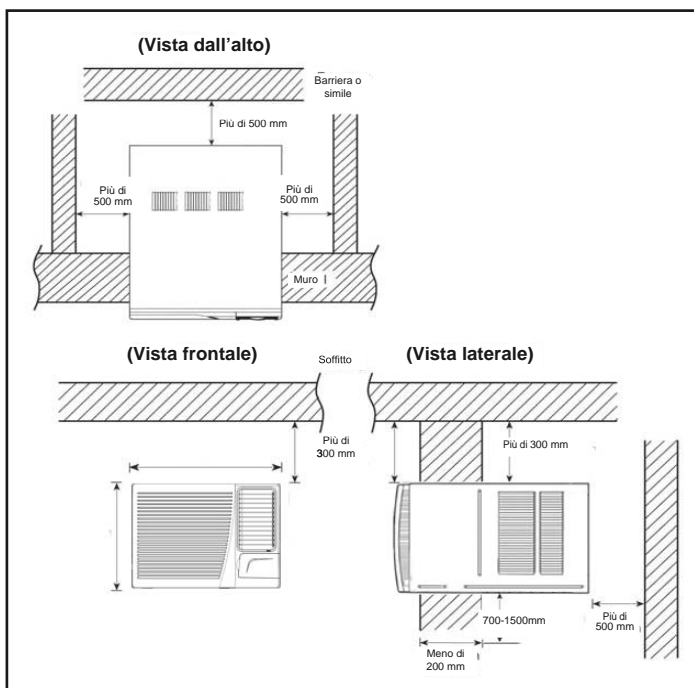 (Vista dall'alto)
Barriera o
simile
Più di 500 mm
Più di
500 mm
Più di
500 mm
Muro
(Vista frontale)
Soffitto
(Vista laterale)
Più di
300 mm
Più di 300 mm
700-1500mm
Più di
500 mm
Meno di
200 mm